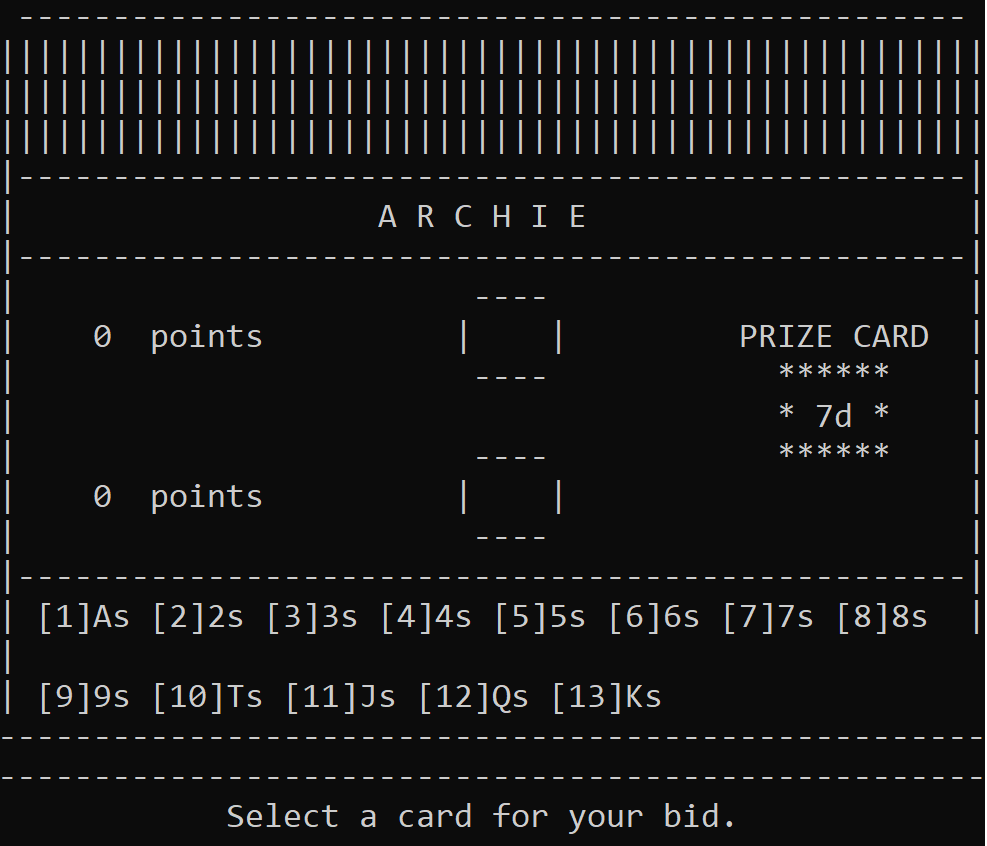 A R C H I E
0 points
PRIZE CARD
* 7d *
0 points
[1]As [2]2s [3]3s [4]4s [5]5s [6]6s [7]7s [8]8s
[9]9s [10]Ts [11]Js [12]Qs [13]Ks
Select a card for your bid.